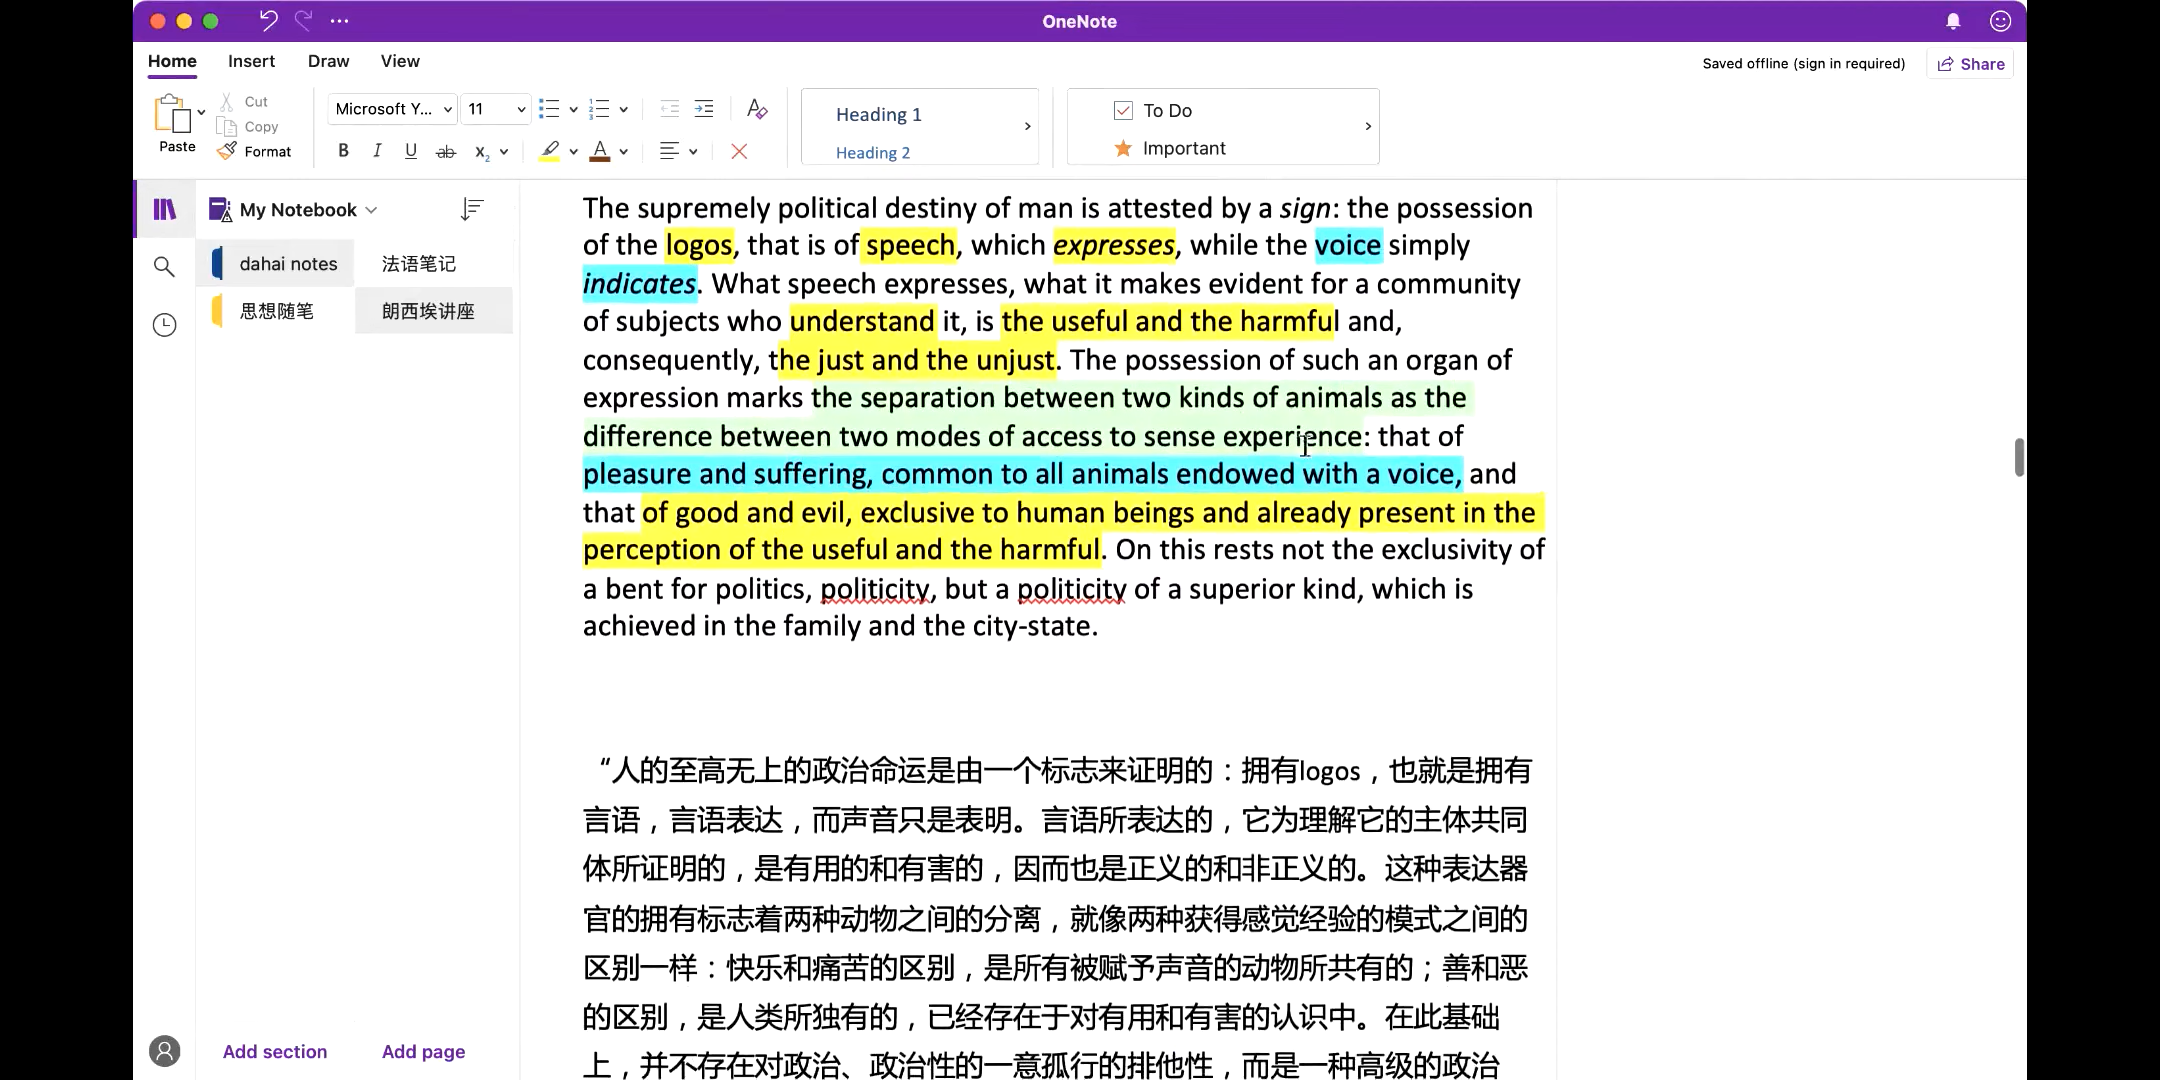 OneNote
Home Insert Draw View
Saved offline (sign in required) Share
Paste
Cut
Copy
Format
Microsoft Y... 11
B I U ab x₂ A
Heading 1
Heading 2
To Do
Important
My Notebook
dahai notes
思想随笔
法语笔记
朗西埃讲座
The supremely political destiny of man is attested by a sign: the possession
of the logos, that is of speech, which expresses, while the voice simply
indicates. What speech expresses, what it makes evident for a community
of subjects who understand it, is the useful and the harmful and,
consequently, the just and the unjust. The possession of such an organ of
expression marks the separation between two kinds of animals as the
difference between two modes of access to sense experience: that of
pleasure and suffering, common to all animals endowed with a voice, and
that of good and evil, exclusive to human beings and already present in the
perception of the useful and the harmful. On this rests not the exclusivity of
a bent for politics, politicity, but a politicity of a superior kind, which is
achieved in the family and the city-state.
“人的至高无上的政治命运是由一个标志来证明的：拥有logos，也就是拥有
言语，言语表达，而声音只是表明。言语所表达的，它为理解它的主体共同
体所证明的，是有用的和有害的，因而也是正义的和非正义的。这种表达器
官的拥有标志着两种动物之间的分离，就像两种获得感觉经验的模式之间的
区别一样：快乐和痛苦的区别，是所有被赋予声音的动物所共有的；善和恶
的区别，是人类所独有的，已经存在于对有用和有害的认识中。在此基础
上，并不存在对政治、政治性的一意孤行的排他性，而是一种高级的政治
Add section Add page